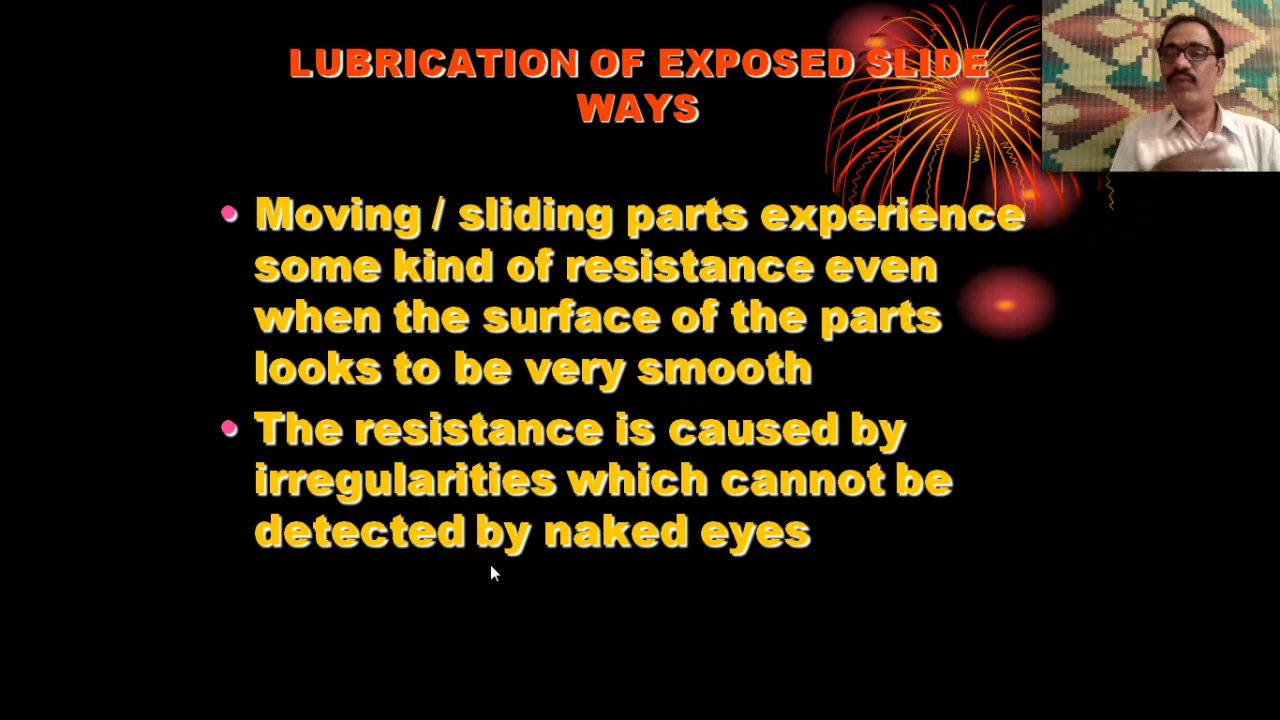 LUBRICATION OF EXPOSED SLIDE
WAYS
• Moving / sliding parts experience
some kind of resistance even
when the surface of the parts
looks to be very smooth
• The resistance is caused by
irregularities which cannot be
detected by naked eyes